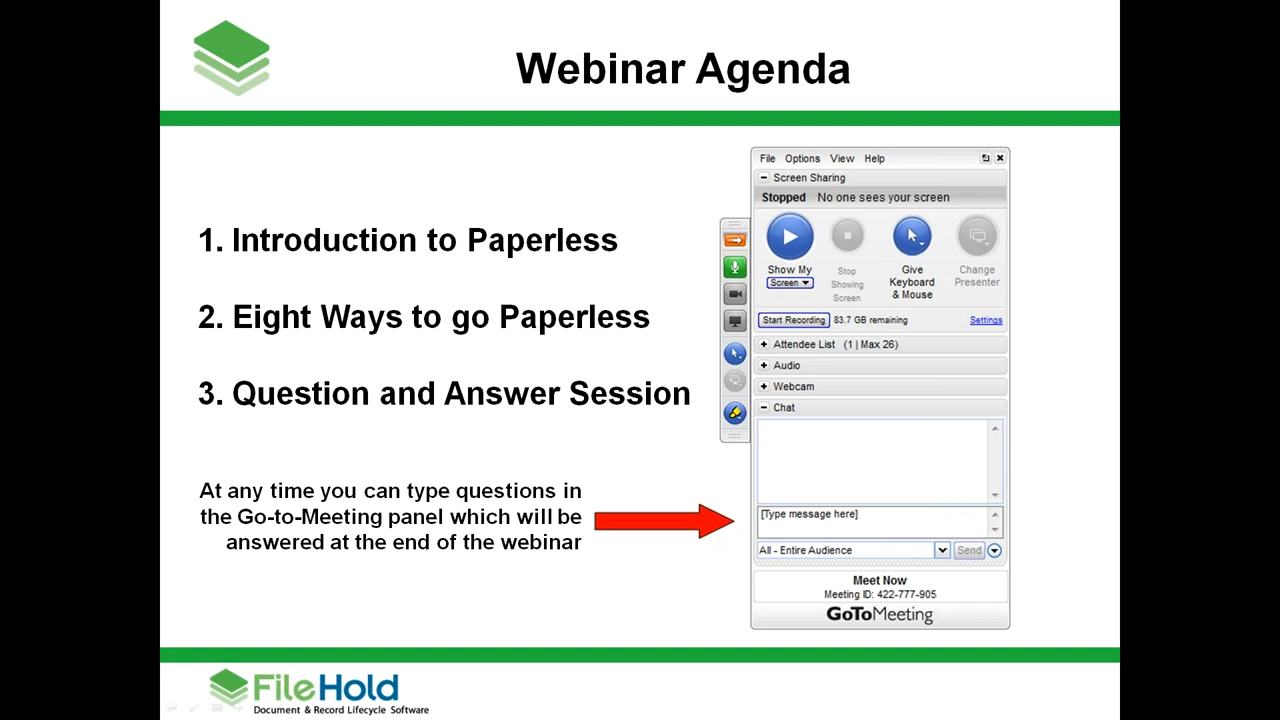 Webinar Agenda
1. Introduction to Paperless
2. Eight Ways to go Paperless
3. Question and Answer Session
At any time you can type questions in
the Go-to-Meeting panel which will be
answered at the end of the webinar
File Options View Help
Screen Sharing
Stopped No one sees your screen
Show My
Screen
Stop
Showing
Screen
Give
Keyboard
& Mouse
Change
Presenter
Start Recording 83.7 GB remaining Settings
Attendee List (1 | Max 26)
Audio
Webcam
Chat
[Type message here]
All - Entire Audience Send
Meet Now
Meeting ID: 422-777-905
GoToMeeting
FileHold
Document & Record Lifecycle Software